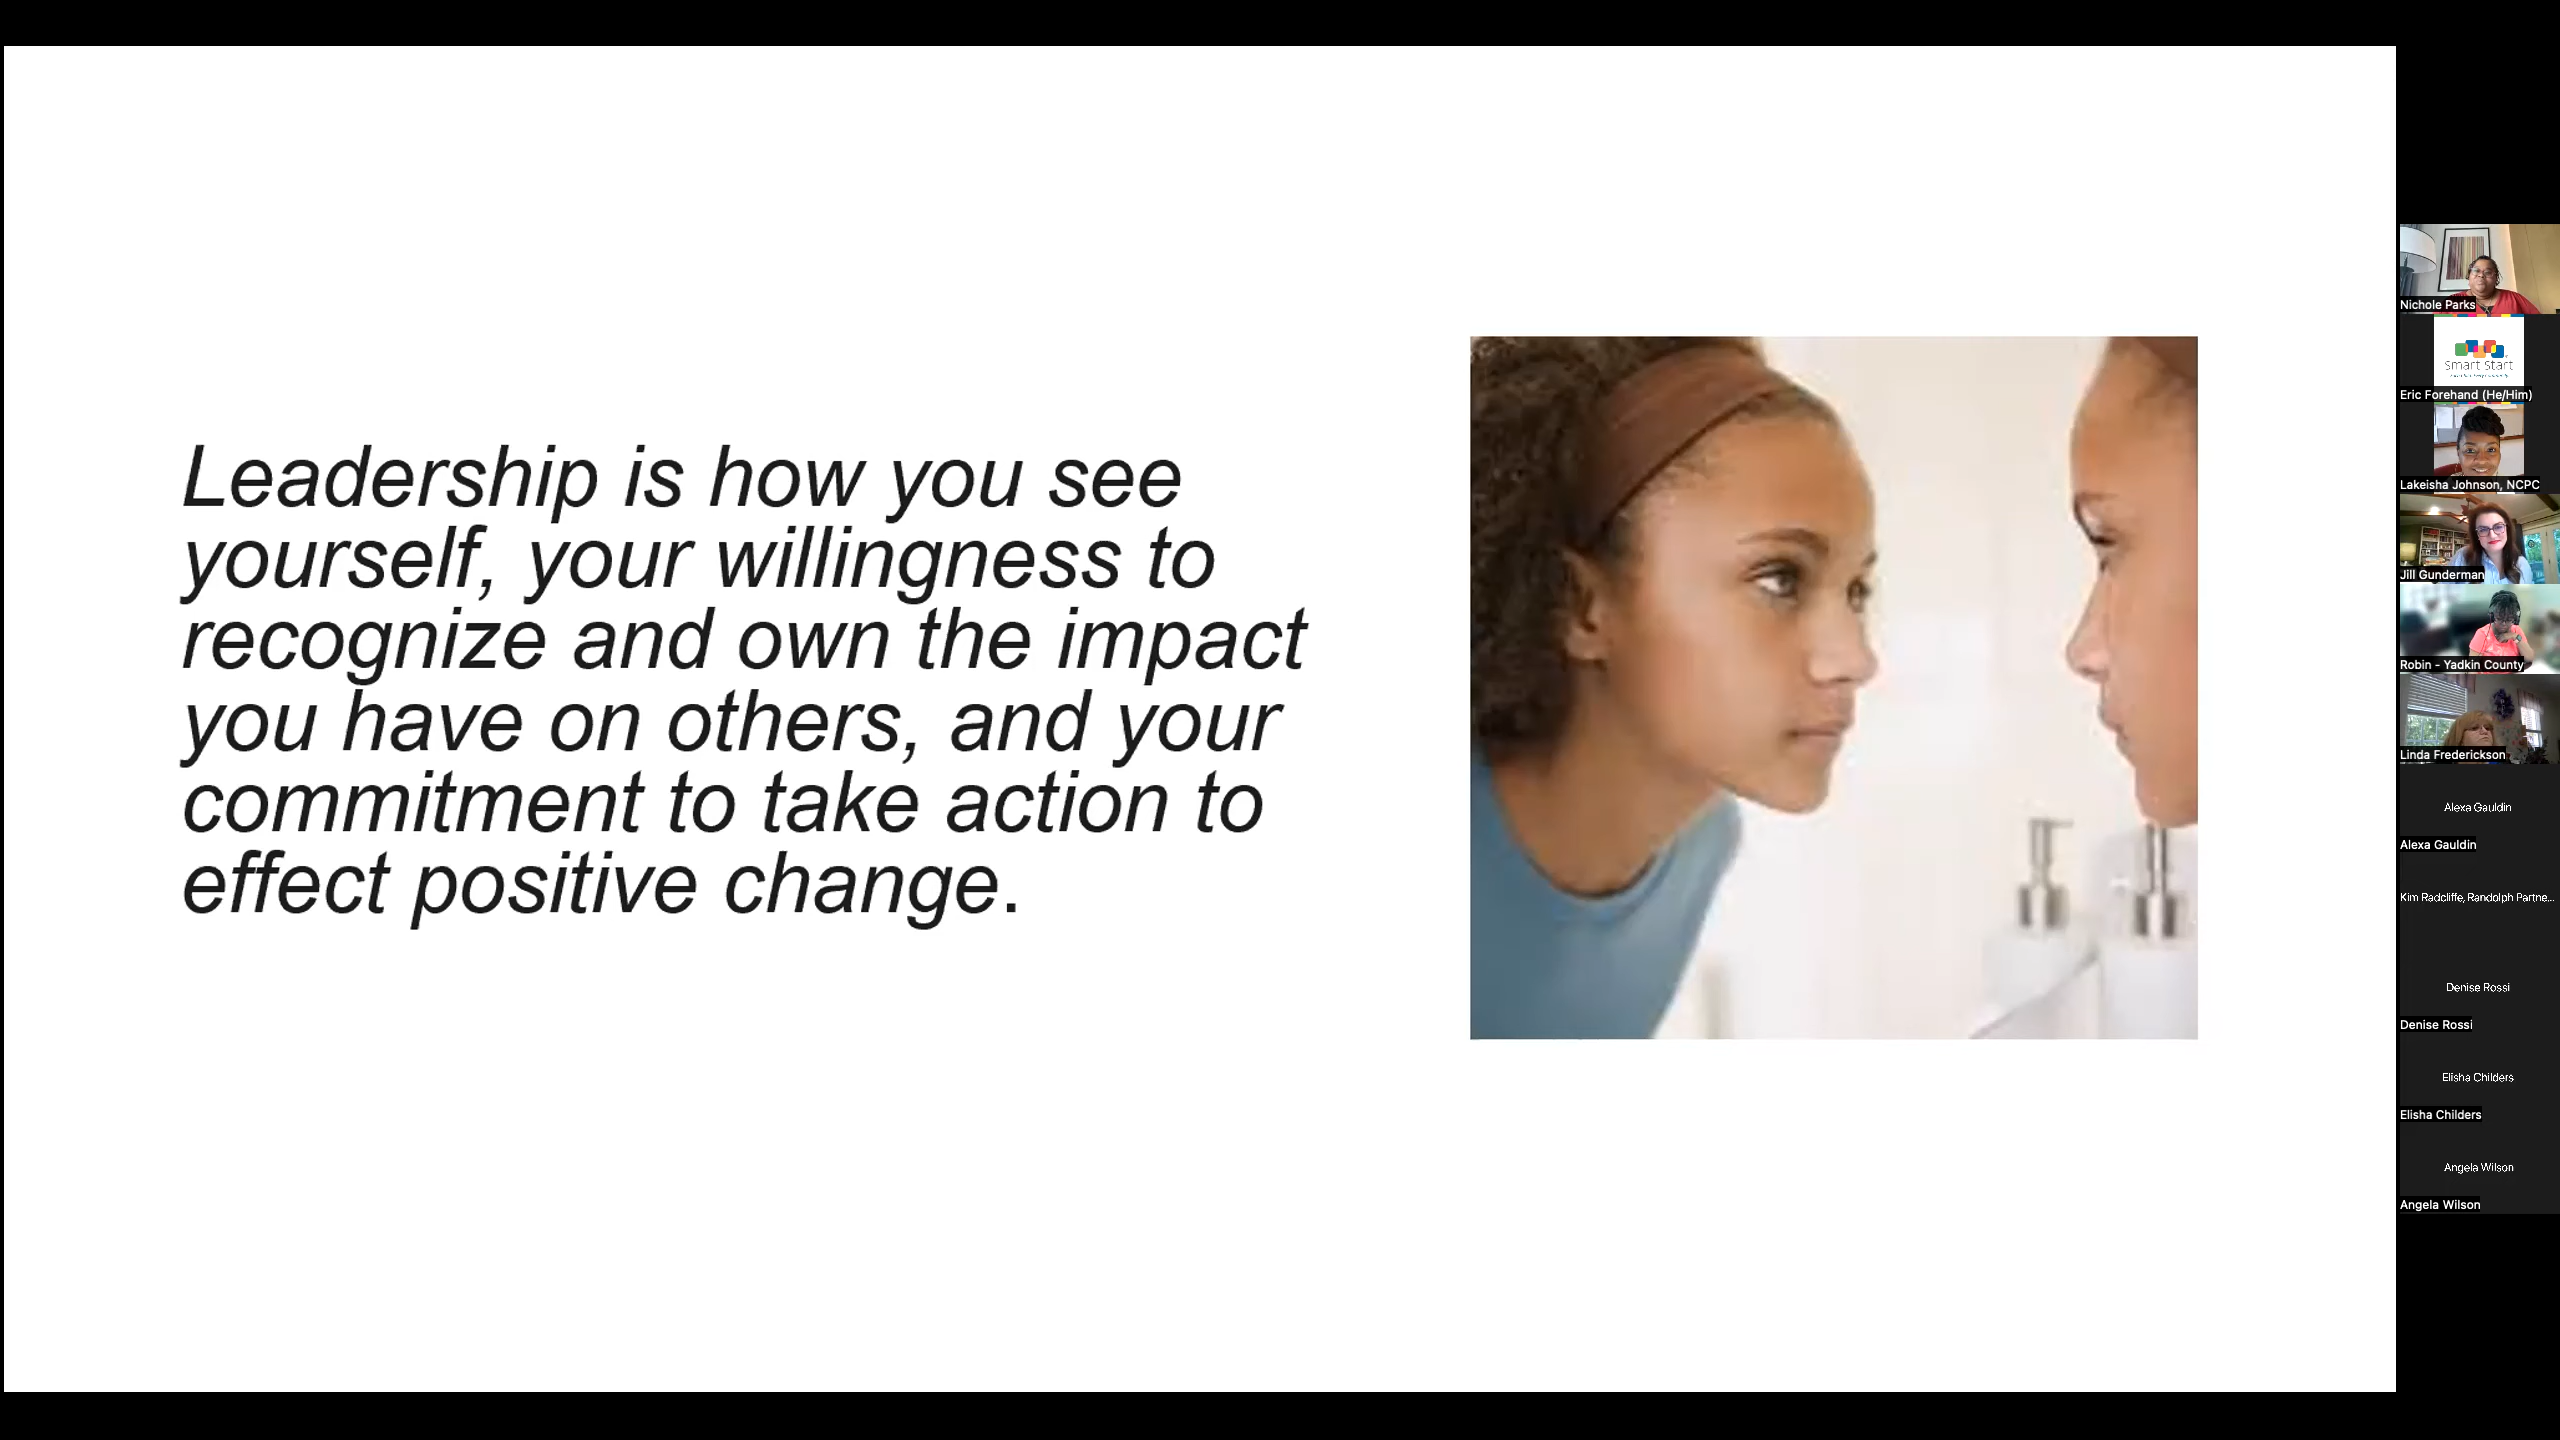 Leadership is how you see
yourself, your willingness to
recognize and own the impact
you have on others, and your
commitment to take action to
effect positive change.
Nichole Parks
Smart Start
Eric Forehand (He/Him)
Lakeisha Johnson, NCPC
Jill Gunderman
Robin - Yadkin County
Linda Frederickson
Alexa Gauldin
Alexa Gauldin
Kim Radcliffe, Randolph Partne...
Denise Rossi
Denise Rossi
Elisha Childers
Elisha Childers
Angela Wilson
Angela Wilson